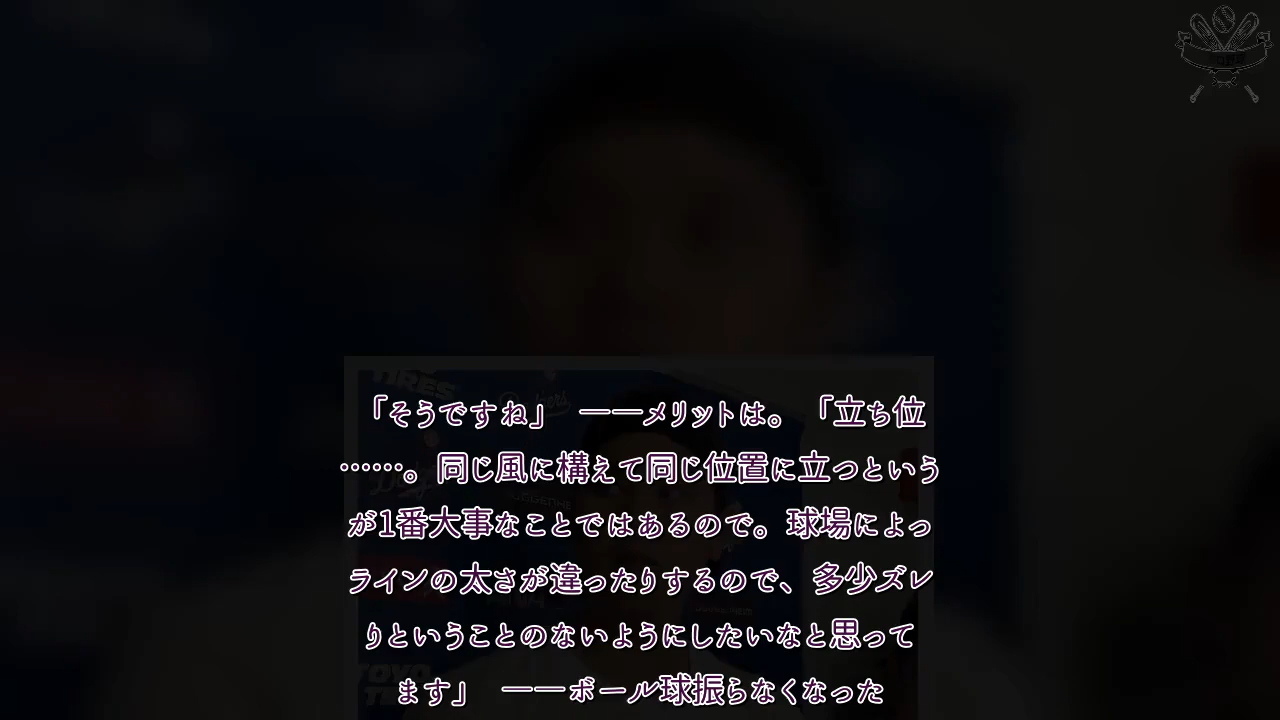 TIRES
Dodgers
「そうですね」　――メリットは。　「立ち位
……。同じ風に構えて同じ位置に立つという
が1番大事なことではあるので。球場によっ
ラインの太さが違ったりするので、多少ズレ
りということのないようにしたいなと思って
ます」　――ボール球振らなくなった
TOYO